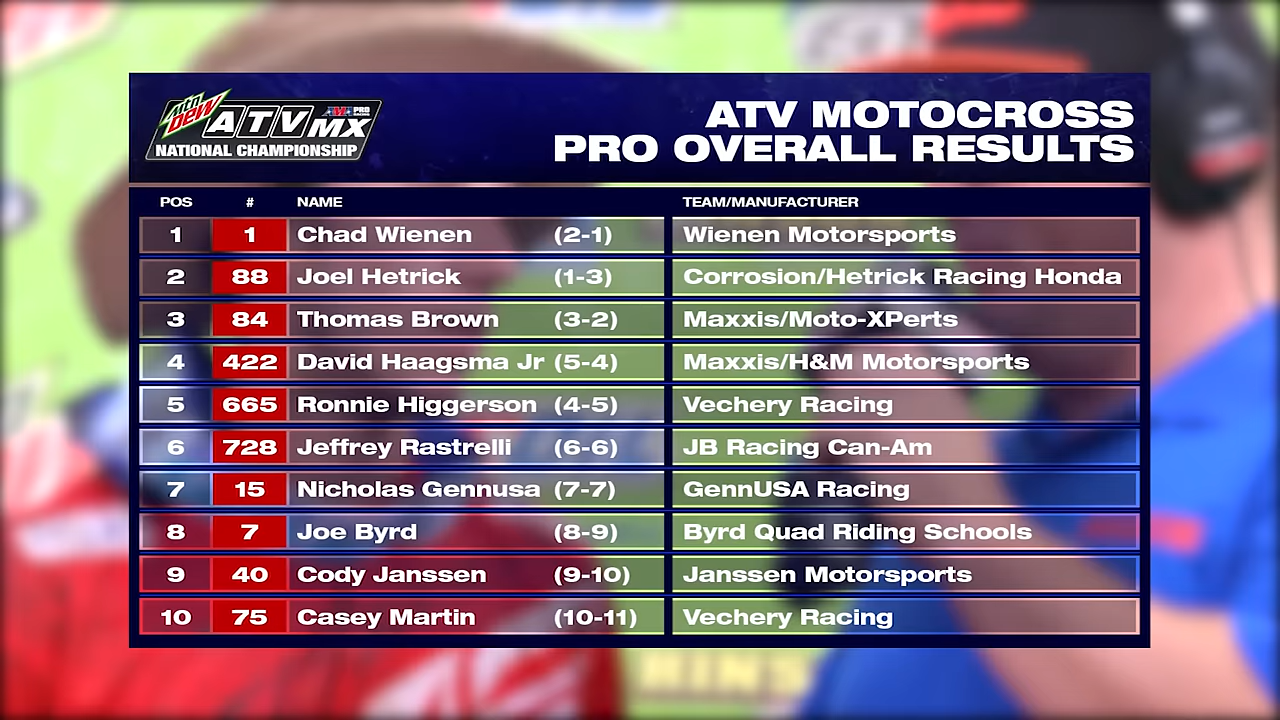 mtn DEW
ATVMX
AMA PRO RACING
NATIONAL CHAMPIONSHIP
ATV MOTOCROSS
PRO OVERALL RESULTS
POS # NAME TEAM/MANUFACTURER
1 1 Chad Wienen (2-1) Wienen Motorsports
2 88 Joel Hetrick (1-3) Corrosion/Hetrick Racing Honda
3 84 Thomas Brown (3-2) Maxxis/Moto-XPerts
4 422 David Haagsma Jr (5-4) Maxxis/H&M Motorsports
5 665 Ronnie Higgerson (4-5) Vechery Racing
6 728 Jeffrey Rastrelli (6-6) JB Racing Can-Am
7 15 Nicholas Gennusa (7-7) GennUSA Racing
8 7 Joe Byrd (8-9) Byrd Quad Riding Schools
9 40 Cody Janssen (9-10) Janssen Motorsports
10 75 Casey Martin (10-11) Vechery Racing